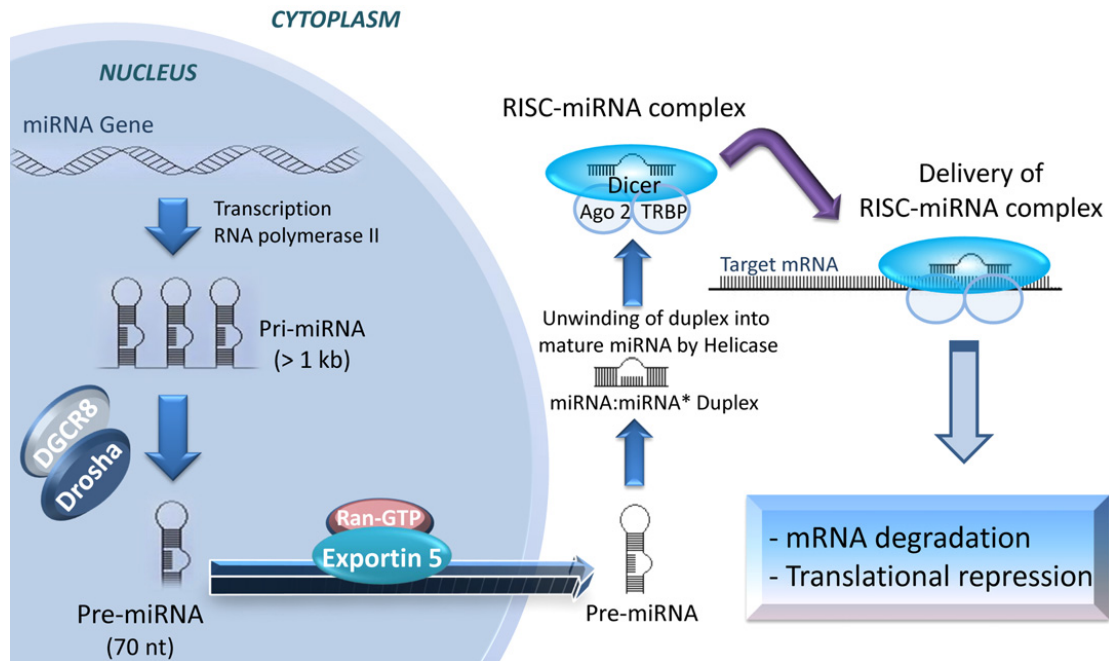 CYTOPLASM
NUCLEUS
miRNA Gene
Transcription
RNA polymerase II
Pri-miRNA
(> 1 kb)
DGCR8
Drosha
Pre-miRNA
(70 nt)
Ran-GTP
Exportin 5
Pre-miRNA
miRNA:miRNA* Duplex
Unwinding of duplex into
mature miRNA by Helicase
RISC-miRNA complex
Dicer
Ago 2
TRBP
Delivery of
RISC-miRNA complex
Target mRNA
- mRNA degradation
- Translational repression